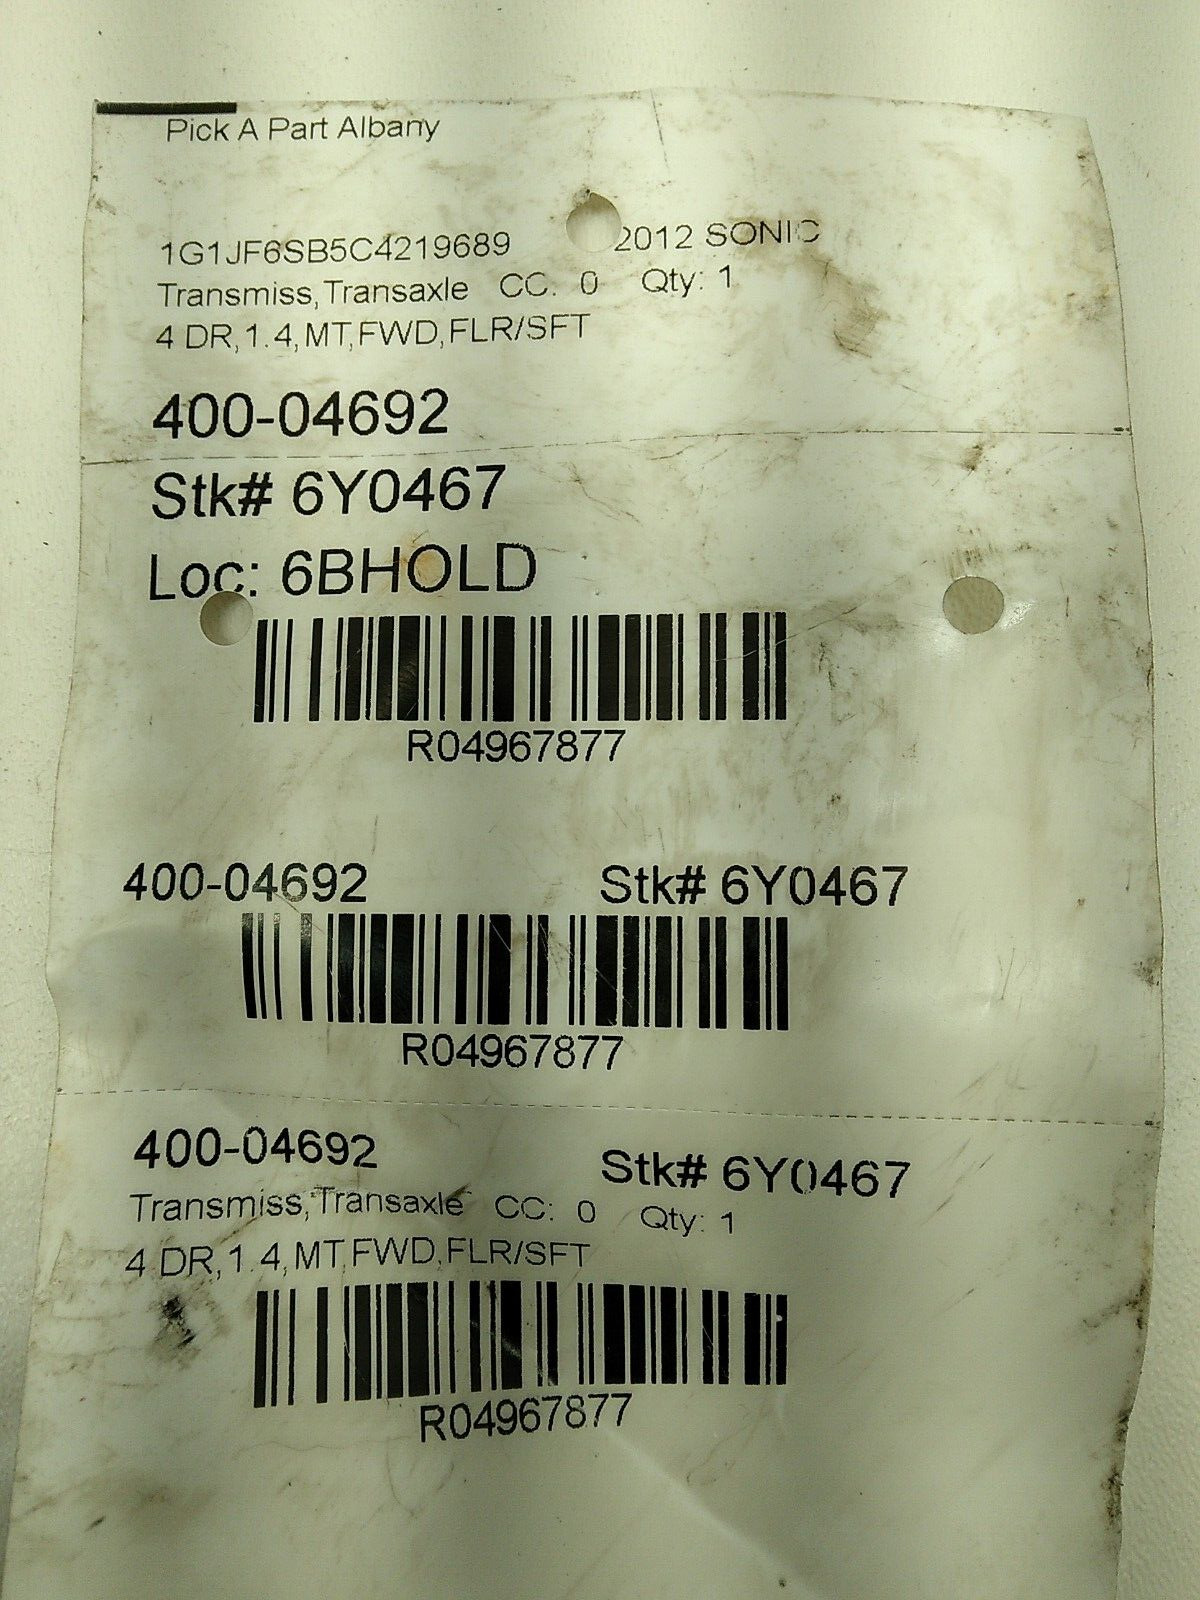 Pick A Part Albany
1G1JF6SB5C4219689 2012 SONIC
Transmiss,Transaxle CC: 0 Qty: 1
4 DR,1.4,MT,FWD,FLR/SFT
400-04692
Stk# 6Y0467
Loc: 6BHOLD
R04967877
400-04692 Stk# 6Y0467
R04967877
400-04692 Stk# 6Y0467
Transmiss,Transaxle CC: 0 Qty: 1
4 DR,1.4,MT,FWD,FLR/SFT
R04967877